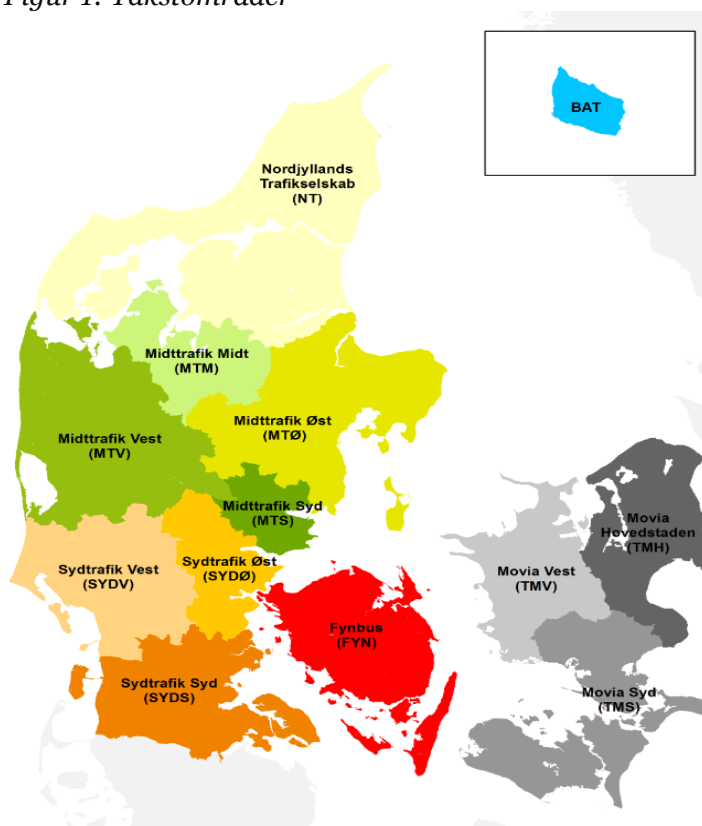 Figur 1: Takstområder
BAT
Nordjyllands
Trafikselskab
(NT)
Midttrafik Midt
(MTM)
Midttrafik Øst
(MTØ)
Midttrafik Vest
(MTV)
Midttrafik Syd
(MTS)
Movia
Hovedstaden
(TMH)
Sydtrafik Øst
(SYDØ)
Sydtrafik Vest
(SYDV)
Movia Vest
(TMV)
Fynbus
(FYN)
Sydtrafik Syd
(SYDS)
Movia Syd
(TMS)